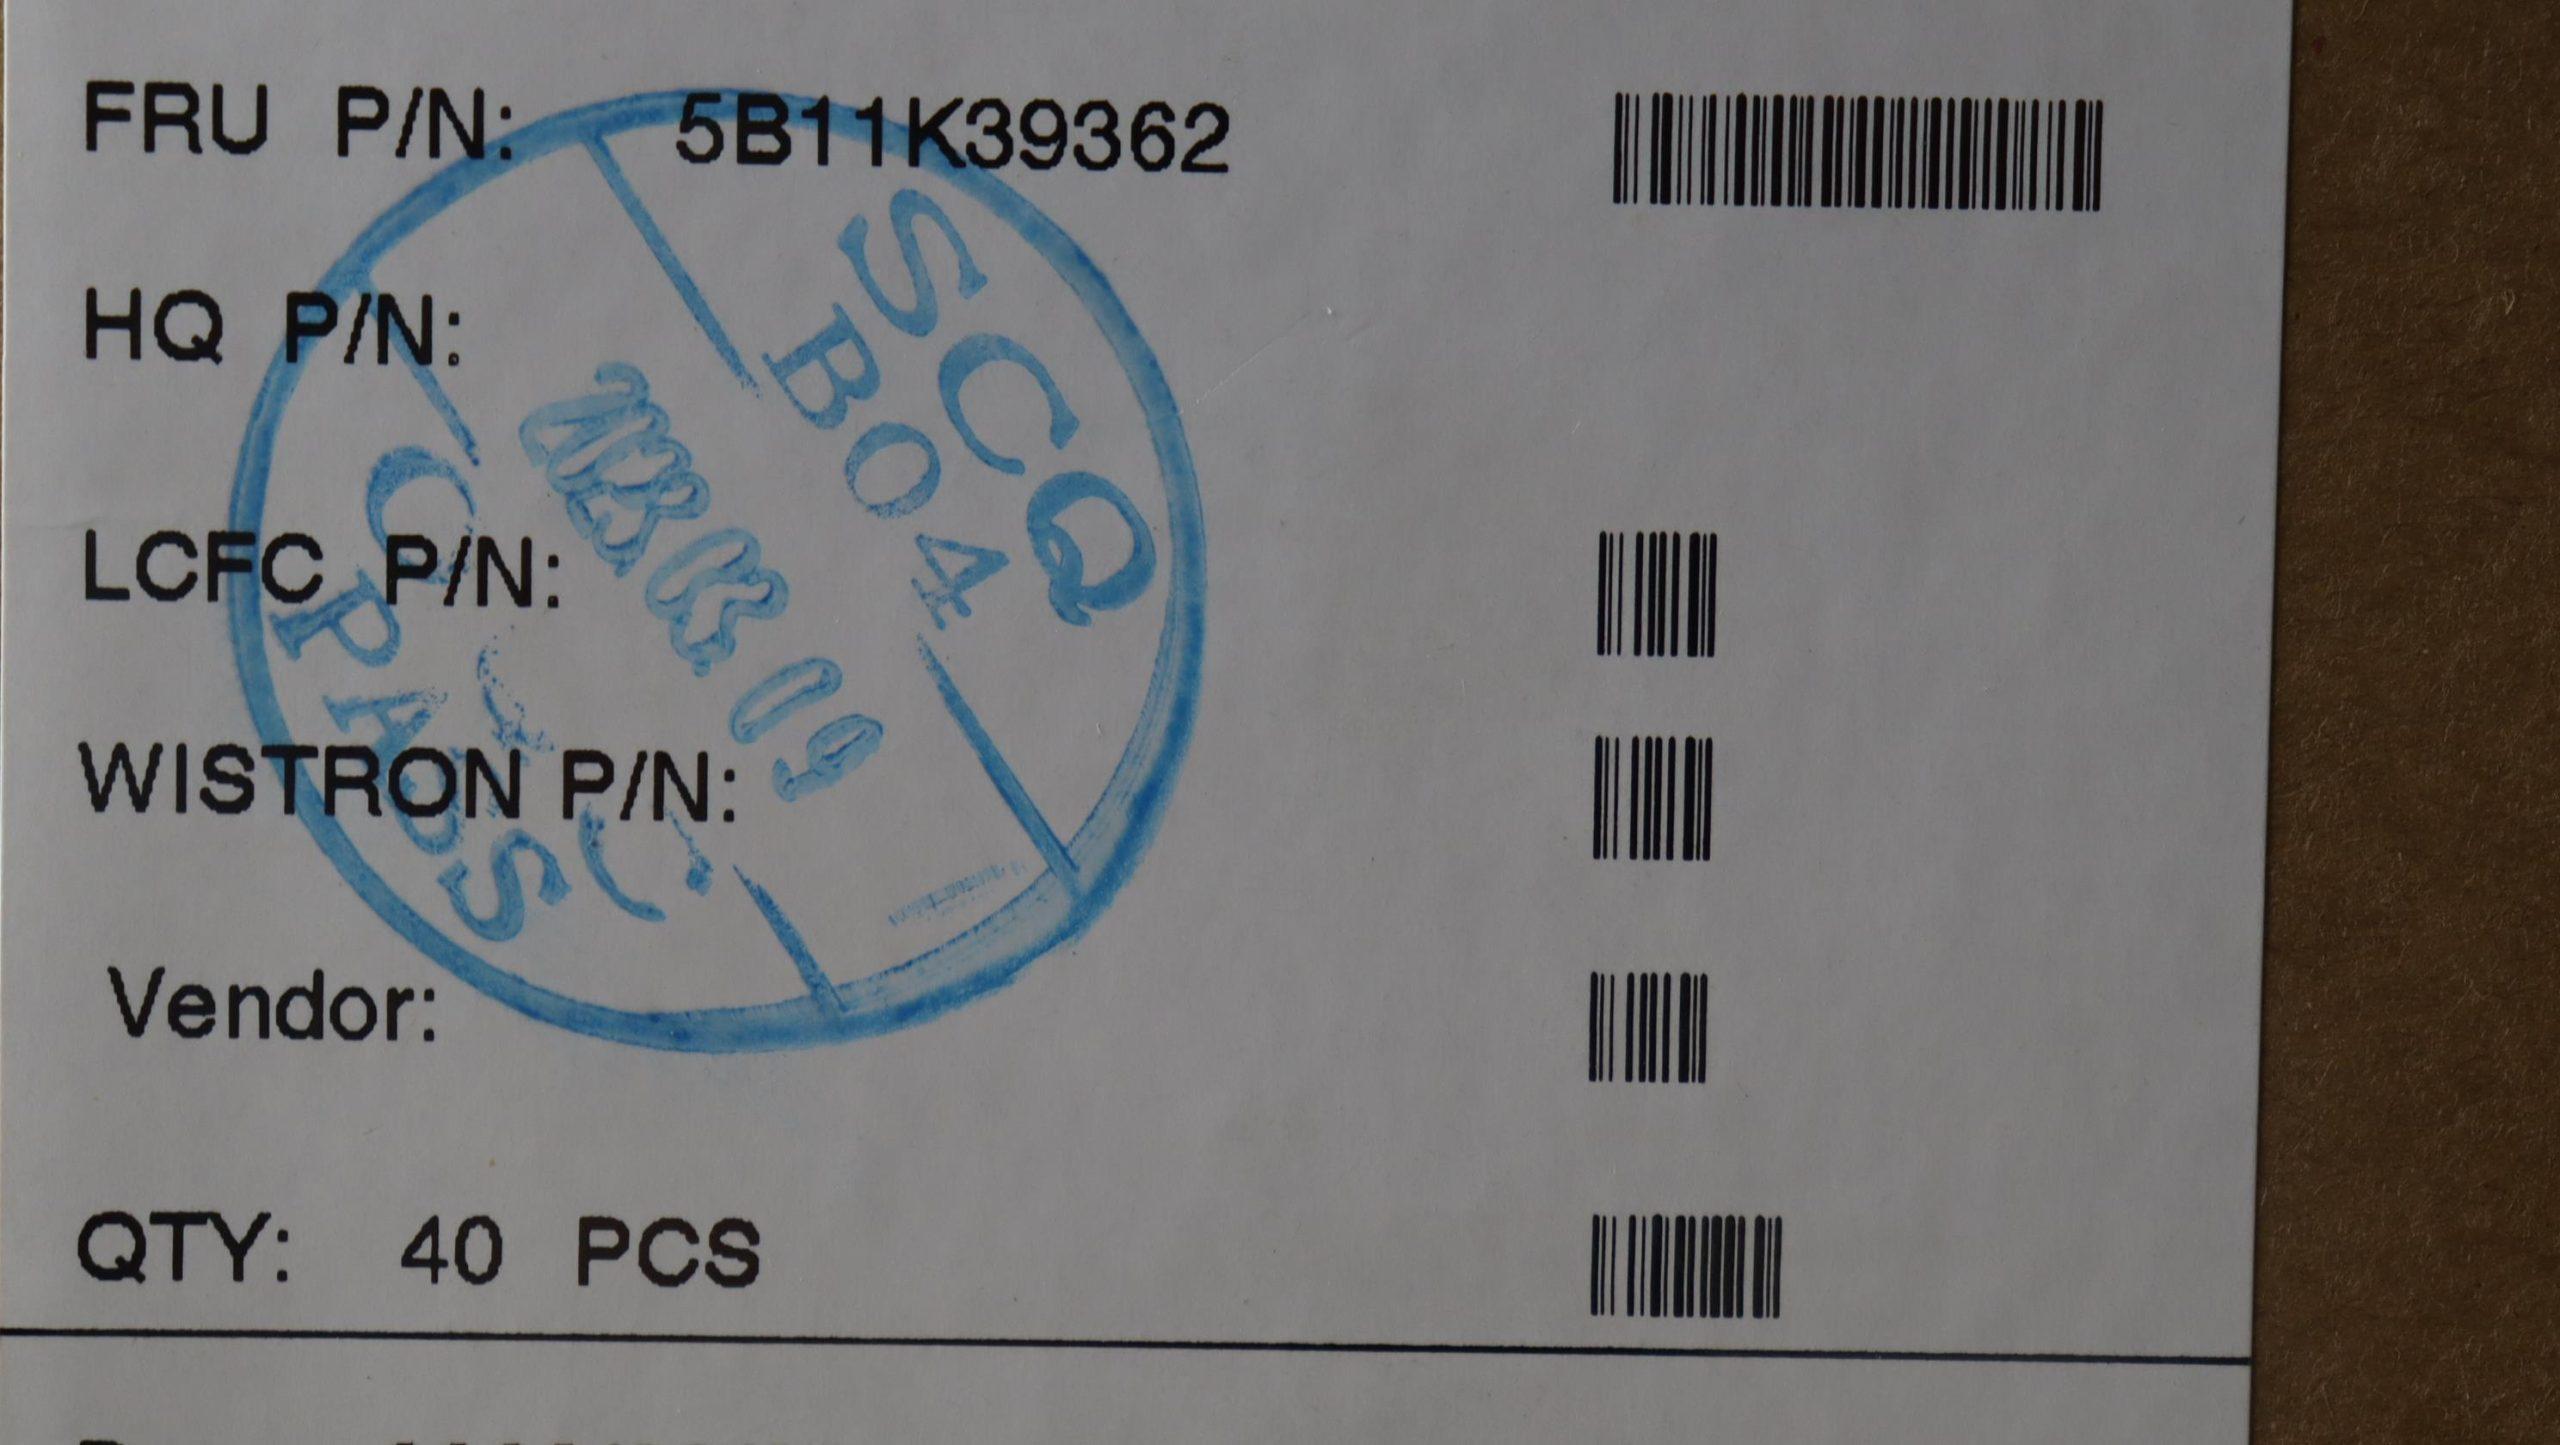 FRU P/N: 5B11K39362
HQ P/N:
LCFC P/N:
WISTRON P/N:
Vendor:
QTY: 40 PCS
SCQ
B04
PASS